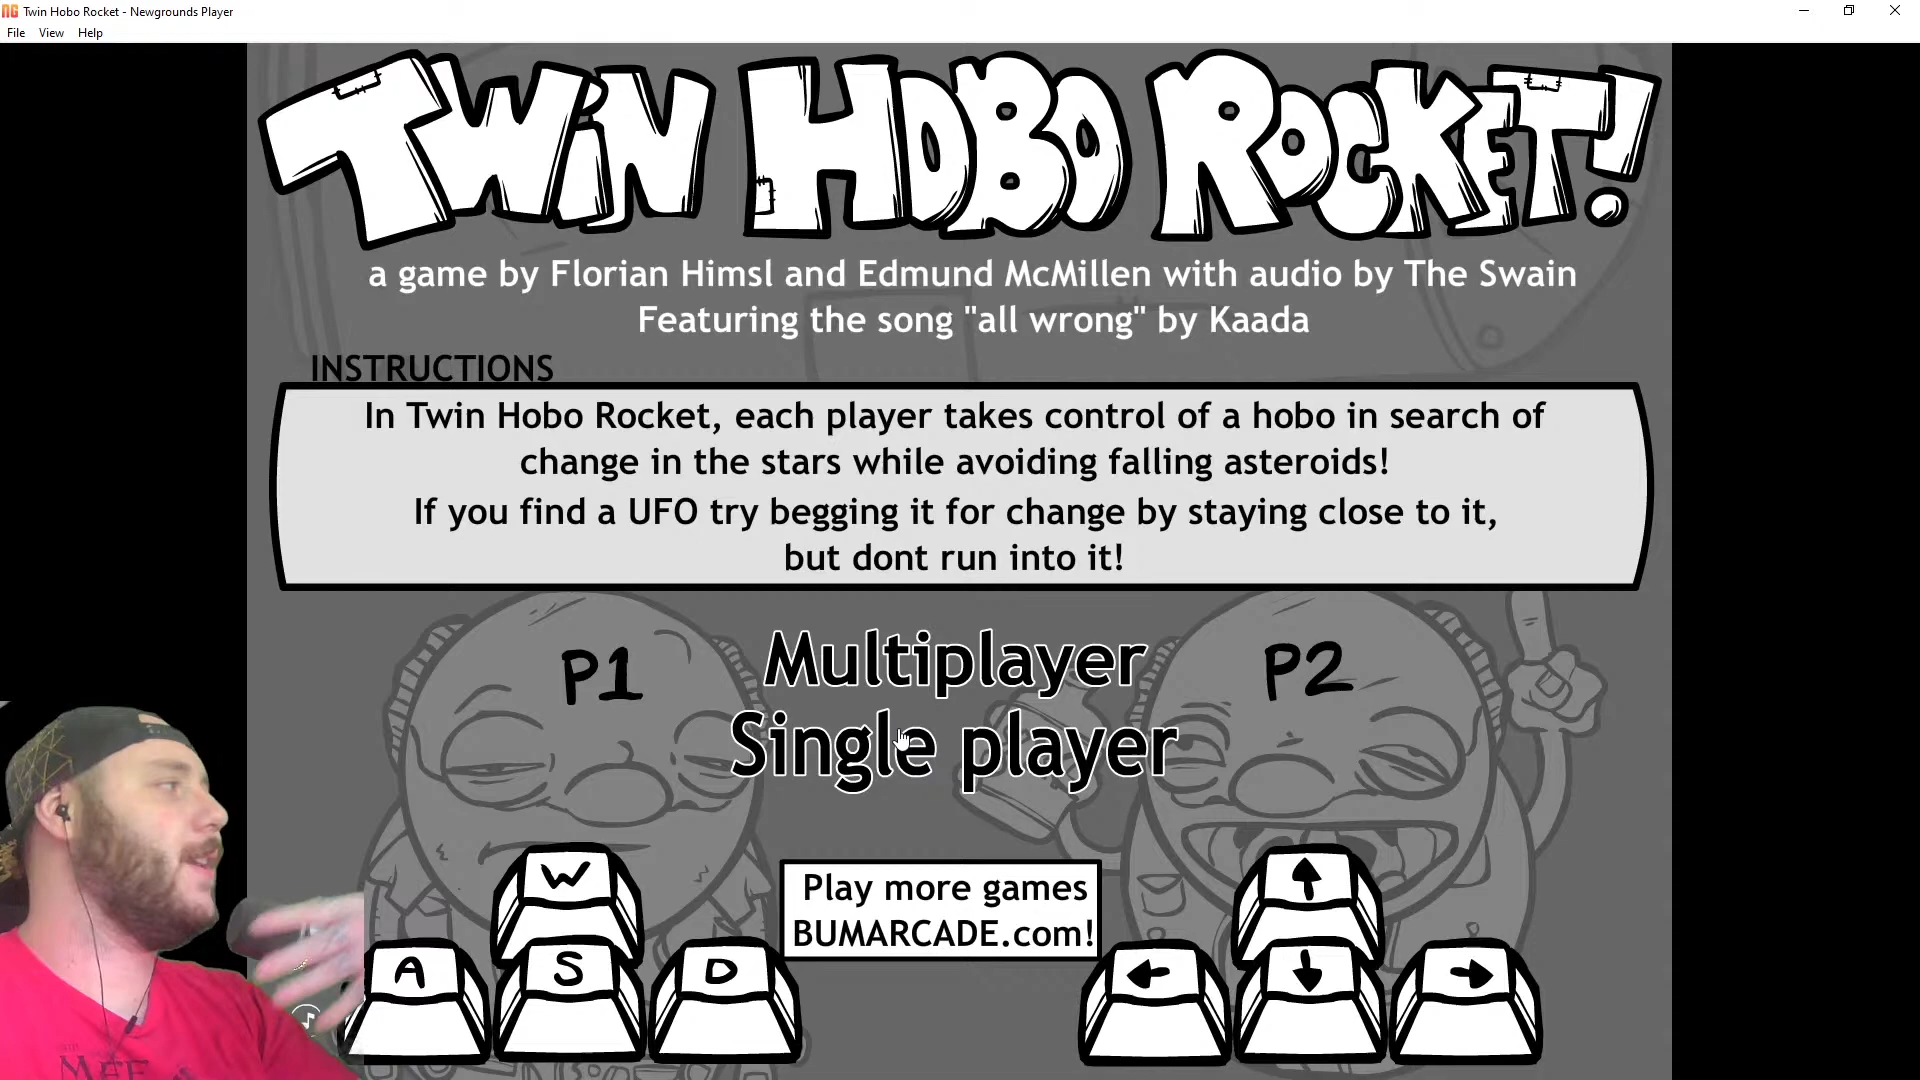 Twin Hobo Rocket - Newgrounds Player
File View Help
TWIN HOBO ROCKET!
a game by Florian Himsl and Edmund McMillen with audio by The Swain
Featuring the song "all wrong" by Kaada
INSTRUCTIONS
In Twin Hobo Rocket, each player takes control of a hobo in search of
change in the stars while avoiding falling asteroids!
If you find a UFO try begging it for change by staying close to it,
but dont run into it!
P1
Multiplayer
P2
Single player
W
A S D
Play more games
BUMARCADE.com!